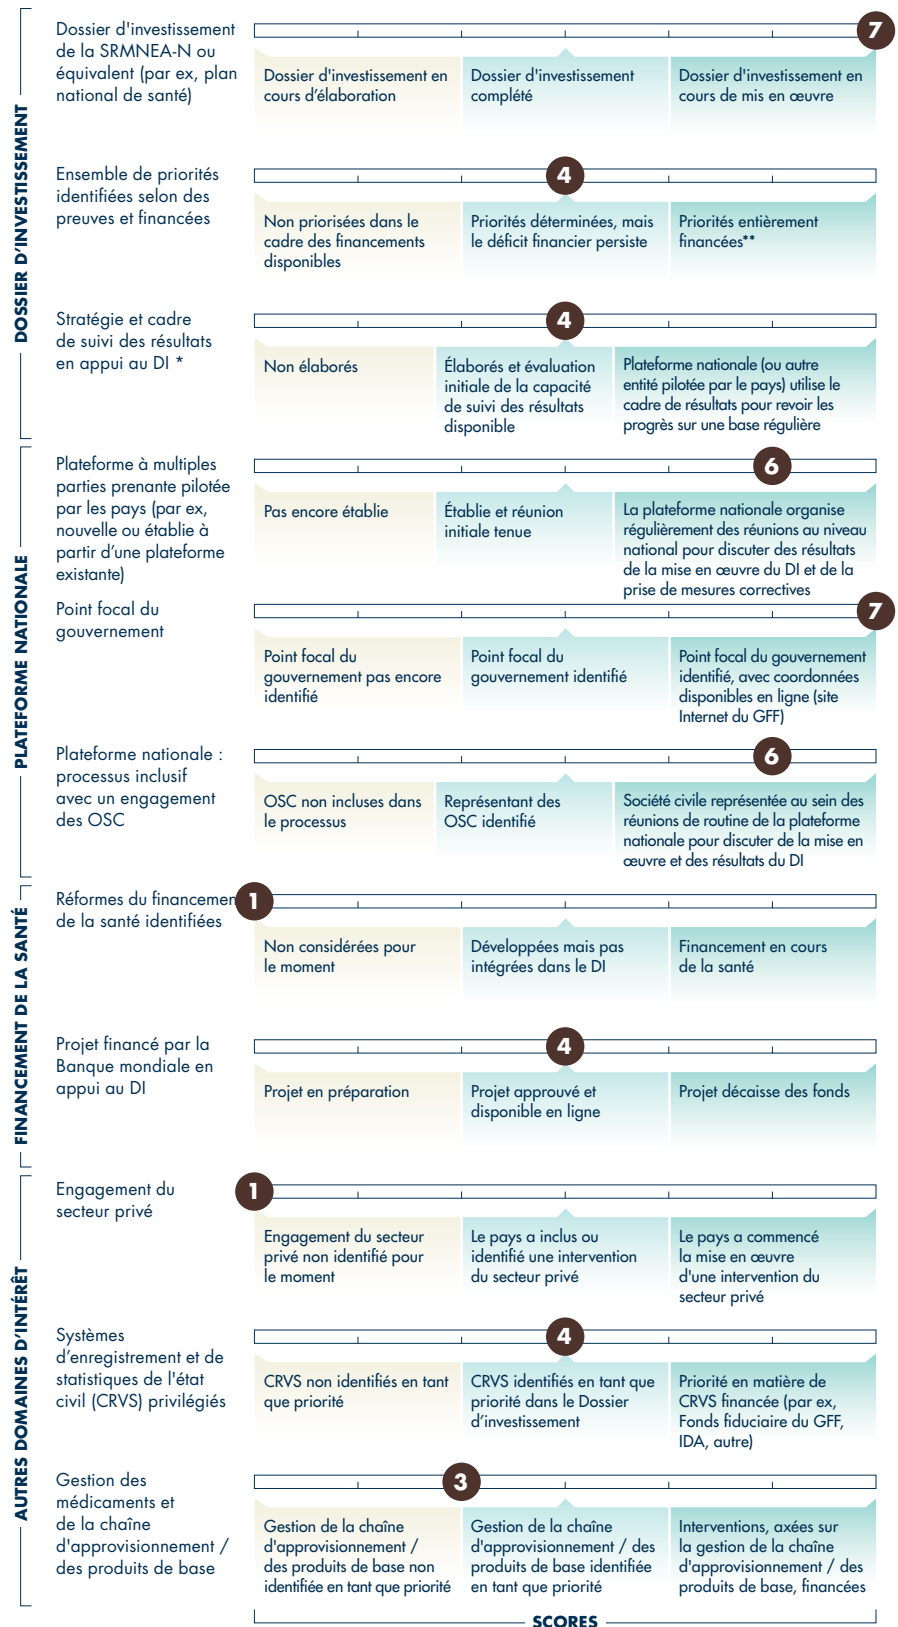 DOSSIER D'INVESTISSEMENT
Dossier d'investissement
de la SRMNEA-N ou
équivalent (par ex, plan
national de santé)
7
Dossier d'investissement en
cours d’élaboration
Dossier d'investissement
complété
Dossier d'investissement en
cours de mis en œuvre
Ensemble de priorités
identifiées selon des
preuves et financées
4
Non priorisées dans le
cadre des financements
disponibles
Priorités déterminées, mais
le déficit financier persiste
Priorités entièrement
financées**
Stratégie et cadre
de suivi des résultats
en appui au DI *
4
Non élaborés
Élaborés et évaluation
initiale de la capacité
de suivi des résultats
disponible
Plateforme nationale (ou autre
entité pilotée par le pays) utilise le
cadre de résultats pour revoir les
progrès sur une base régulière
PLATEFORME NATIONALE
Plateforme à multiples
parties prenante pilotée
par les pays (par ex,
nouvelle ou établie à
partir d’une plateforme
existante)
6
Pas encore établie
Établie et réunion
initiale tenue
La plateforme nationale organise
régulièrement des réunions au niveau
national pour discuter des résultats
de la mise en œuvre du DI et de la
prise de mesures correctives
Point focal du
gouvernement
7
Point focal du
gouvernement pas encore
identifié
Point focal du
gouvernement identifié
Point focal du gouvernement
identifié, avec coordonnées
disponibles en ligne (site
Internet du GFF)
Plateforme nationale :
processus inclusif
avec un engagement
des OSC
6
OSC non incluses dans
le processus
Représentant des
OSC identifié
Société civile représentée au sein des
réunions de routine de la plateforme
nationale pour discuter de la mise en
œuvre et des résultats du DI
FINANCEMENT DE LA SANTÉ
Réformes du financemen
de la santé identifiées
1
Non considérées pour
le moment
Développées mais pas
intégrées dans le DI
Financement en cours
de la santé
Projet financé par la
Banque mondiale en
appui au DI
4
Projet en préparation
Projet approuvé et
disponible en ligne
Projet décaisse des fonds
AUTRES DOMAINES D’INTÉRÊT
Engagement du
secteur privé
1
Engagement du secteur
privé non identifié pour
le moment
Le pays a inclus ou
identifié une intervention
du secteur privé
Le pays a commencé
la mise en œuvre
d'une intervention du
secteur privé
Systèmes
d’enregistrement et de
statistiques de l'état
civil (CRVS) privilégiés
4
CRVS non identifiés en tant
que priorité
CRVS identifiés en tant que
priorité dans le Dossier
d’investissement
Priorité en matière de
CRVS financée (par ex,
Fonds fiduciaire du GFF,
IDA, autre)
Gestion des
médicaments et
de la chaîne
d'approvisionnement /
des produits de base
3
Gestion de la chaîne
d'approvisionnement /
des produits de base non
identifiée en tant que priorité
Gestion de la chaîne
d'approvisionnement / des
produits de base identifiée
en tant que priorité
Interventions, axées sur
la gestion de la chaîne
d'approvisionnement / des
produits de base, financées
SCORES